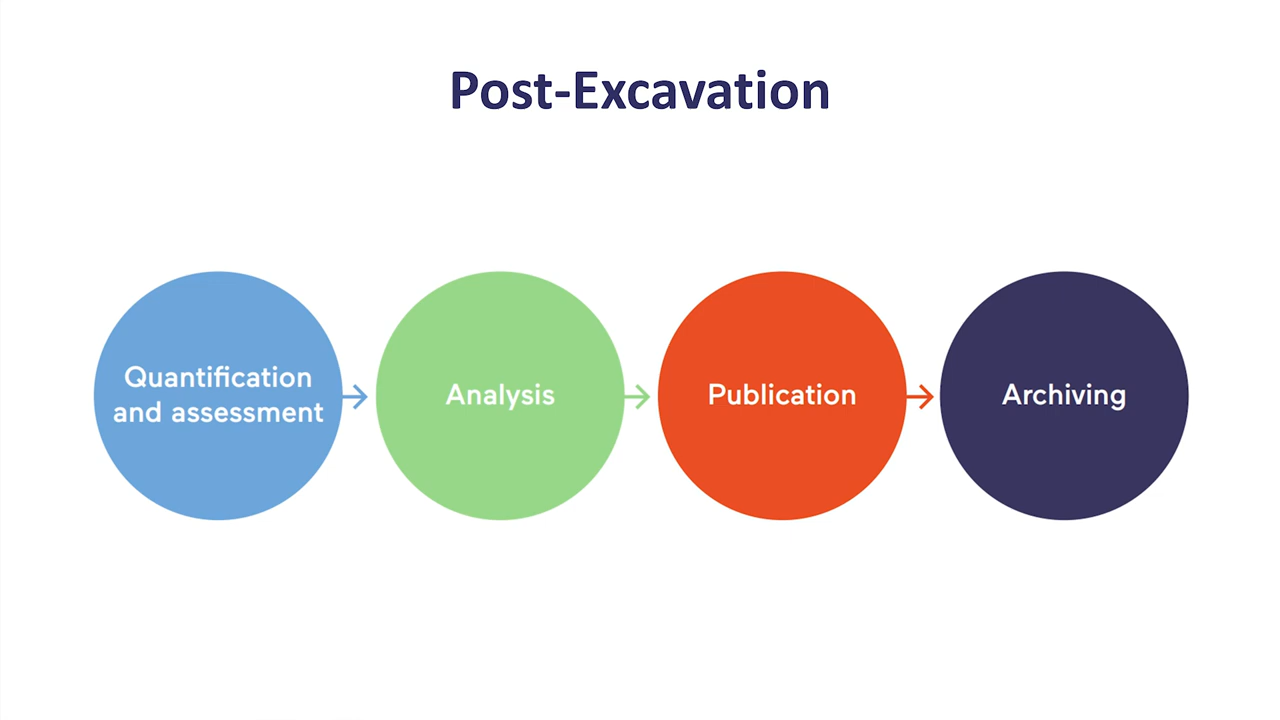 Post-Excavation
Quantification
and assessment
Analysis
Publication
Archiving